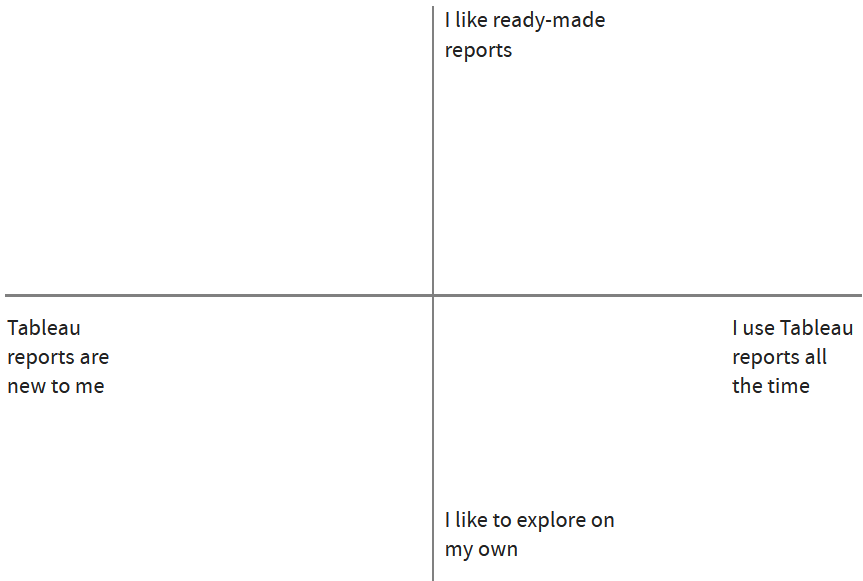 I like ready-made
reports
Tableau
reports are
new to me
I use Tableau
reports all
the time
I like to explore on
my own